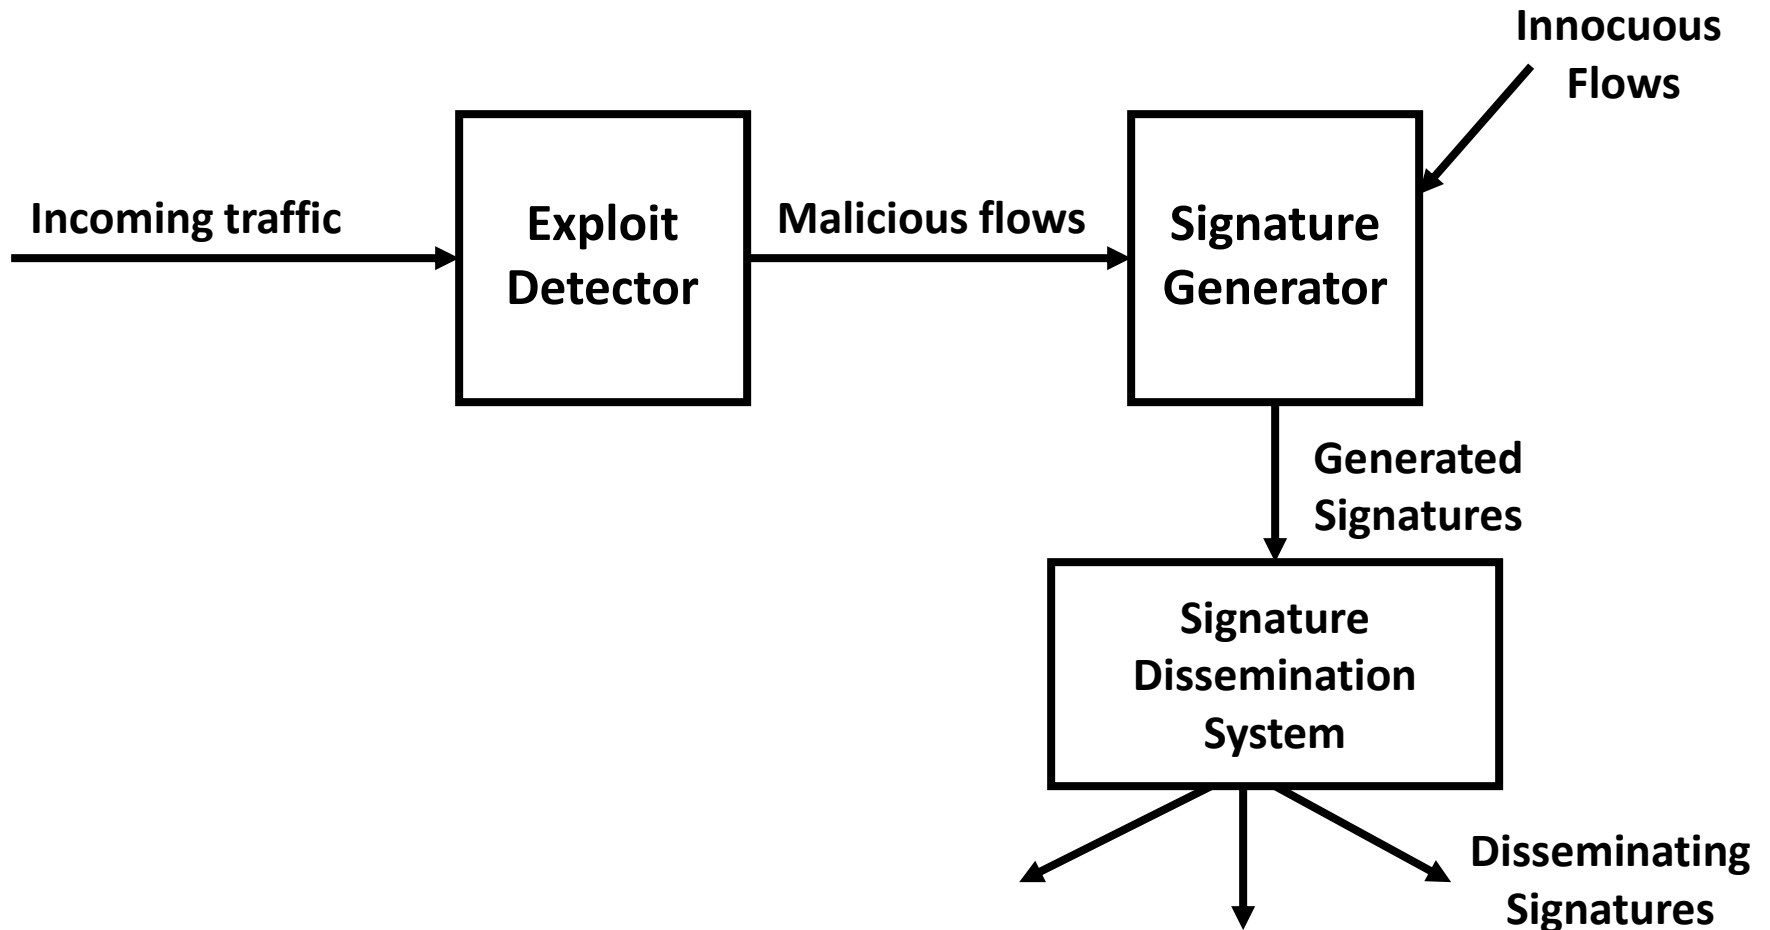 Innocuous
Flows
Incoming traffic
Exploit
Detector
Malicious flows
Signature
Generator
Generated
Signatures
Signature
Dissemination
System
Disseminating
Signatures